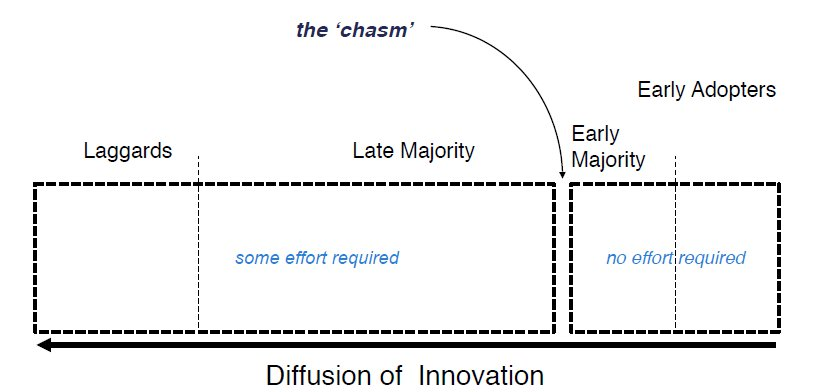 the ‘chasm’
Early Adopters
Early
Majority
Laggards
Late Majority
some effort required
no effort required
Diffusion of Innovation